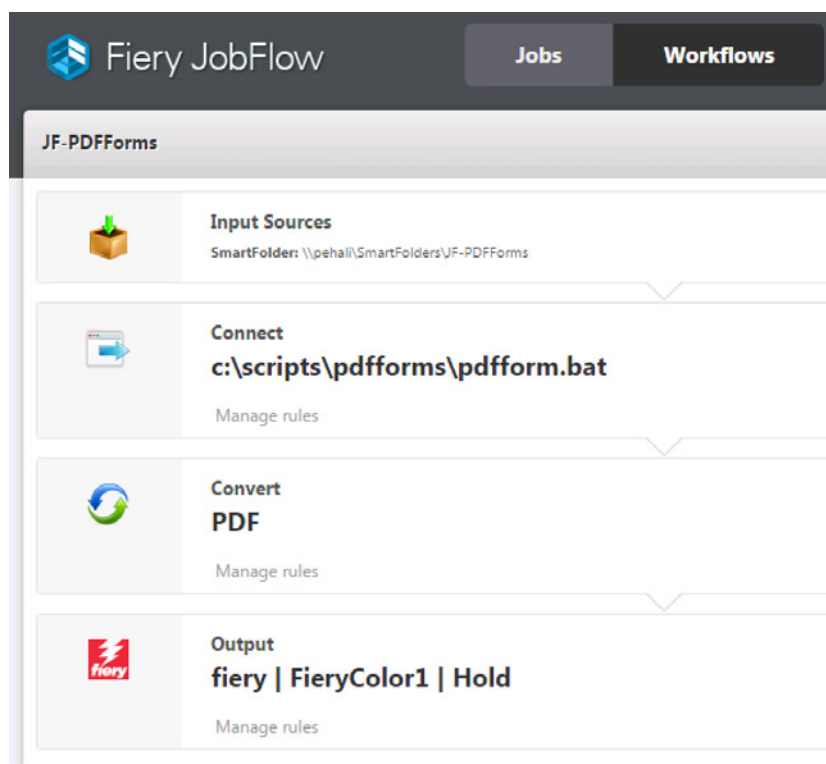 Fiery JobFlow
Jobs
Workflows
JF-PDFForms
Input Sources
SmartFolder: \\pehali\SmartFolders\JF-PDFForms
Connect
c:\scripts\pdfforms\pdfform.bat
Manage rules
Convert
PDF
Manage rules
fiery
Output
fiery | FieryColor1 | Hold
Manage rules